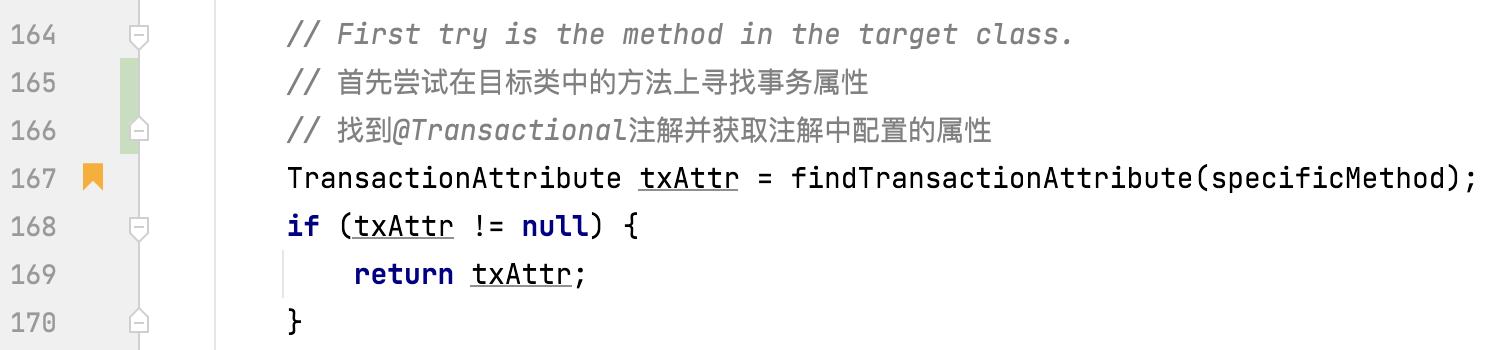 164 // First try is the method in the target class.
165 // 首先尝试在目标类中的方法上寻找事务属性
166 // 找到@Transactional注解并获取注解中配置的属性
167 TransactionAttribute txAttr = findTransactionAttribute(specificMethod);
168 if (txAttr != null) {
169 return txAttr;
170 }